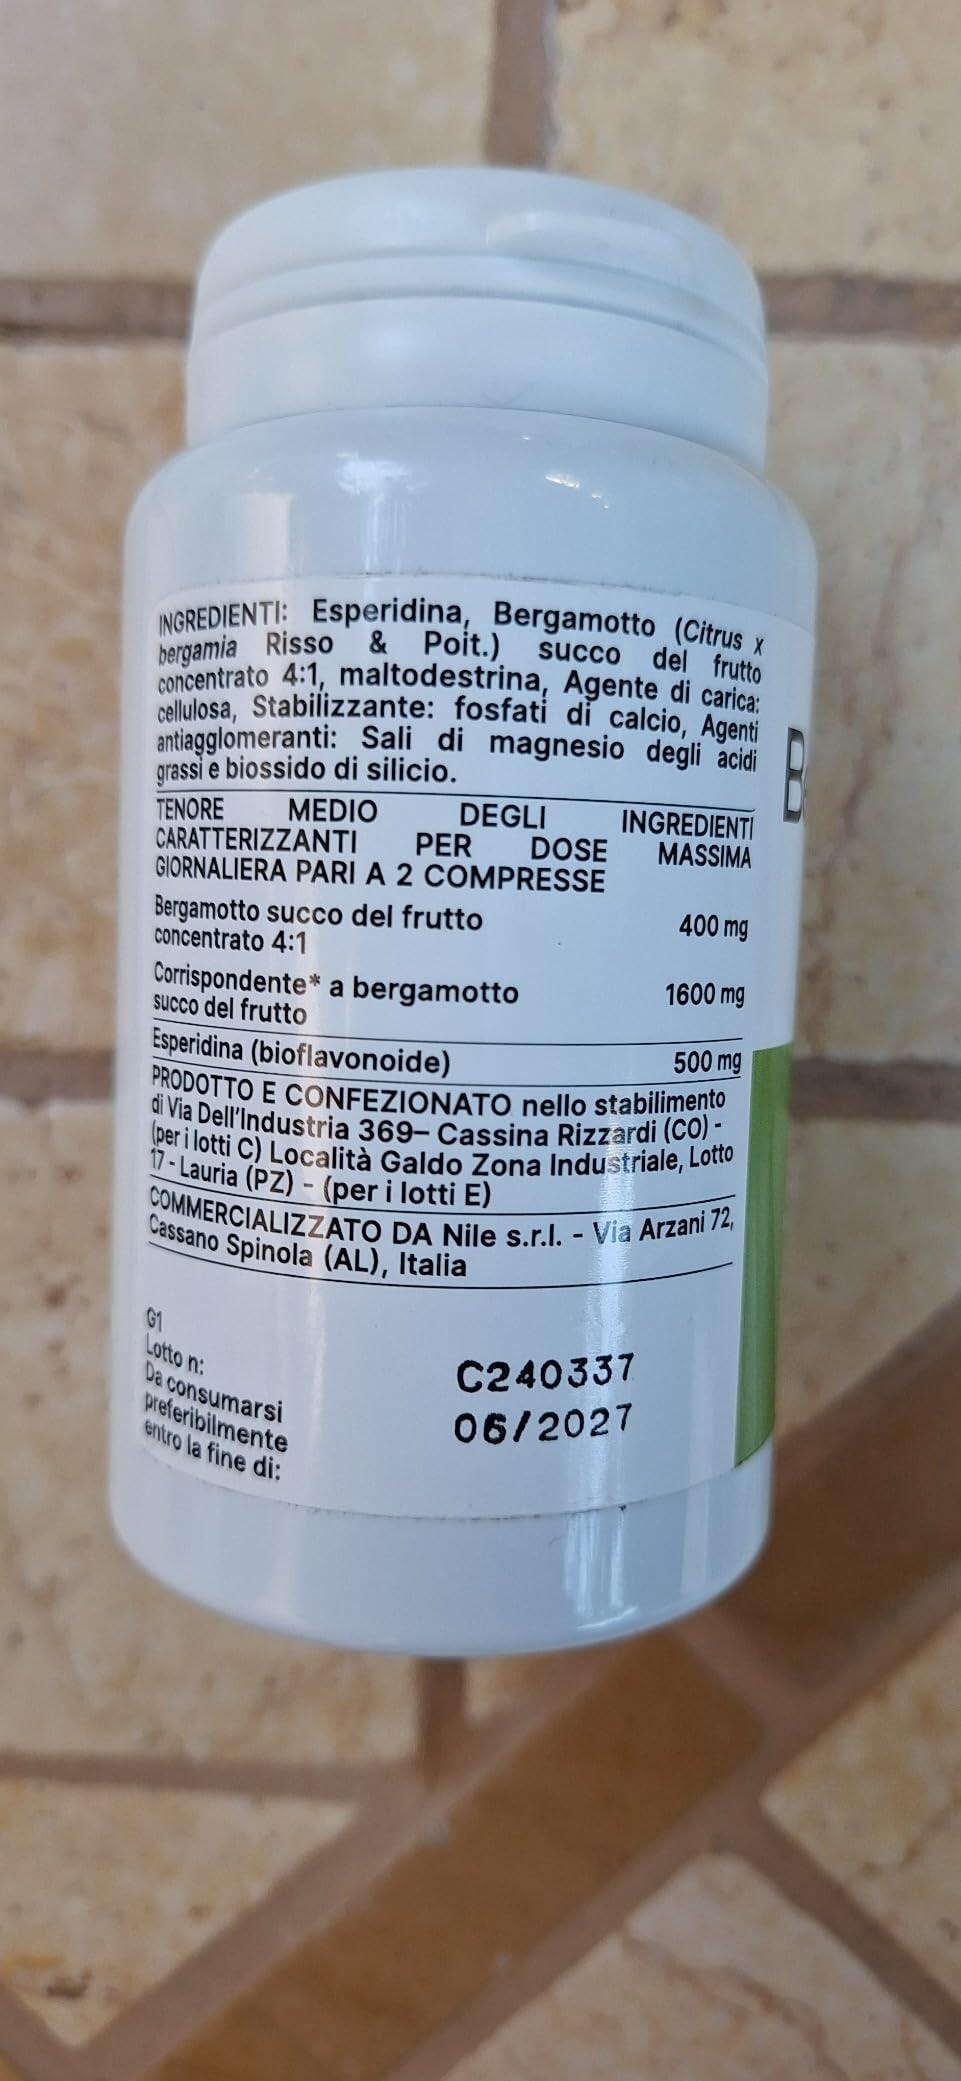 INGREDIENTI: Esperidina, Bergamotto (Citrus x
bergamia Risso & Poit.) succo del frutto
concentrato 4:1, maltodestrina, Agente di carica:
cellulosa, Stabilizzante: fosfati di calcio, Agenti
antiagglomeranti: Sali di magnesio degli acidi
grassi e biossido di silicio.
TENORE MEDIO DEGLI INGREDIENTI
CARATTERIZZANTI PER DOSE MASSIMA
GIORNALIERA PARI A 2 COMPRESSE
Bergamotto succo del frutto 400 mg
concentrato 4:1
Corrispondente* a bergamotto 1600 mg
succo del frutto
Esperidina (bioflavonoide) 500 mg
PRODOTTO E CONFEZIONATO nello stabilimento
di Via Dell'Industria 369– Cassina Rizzardi (CO) -
(per i lotti C) Località Galdo Zona Industriale, Lotto
17 - Lauria (PZ) - (per i lotti E)
COMMERCIALIZZATO DA Nile s.r.l. - Via Arzani 72,
Cassano Spinola (AL), Italia
G1
Lotto n: C240337
Da consumarsi 06/2027
preferibilmente
entro la fine di: